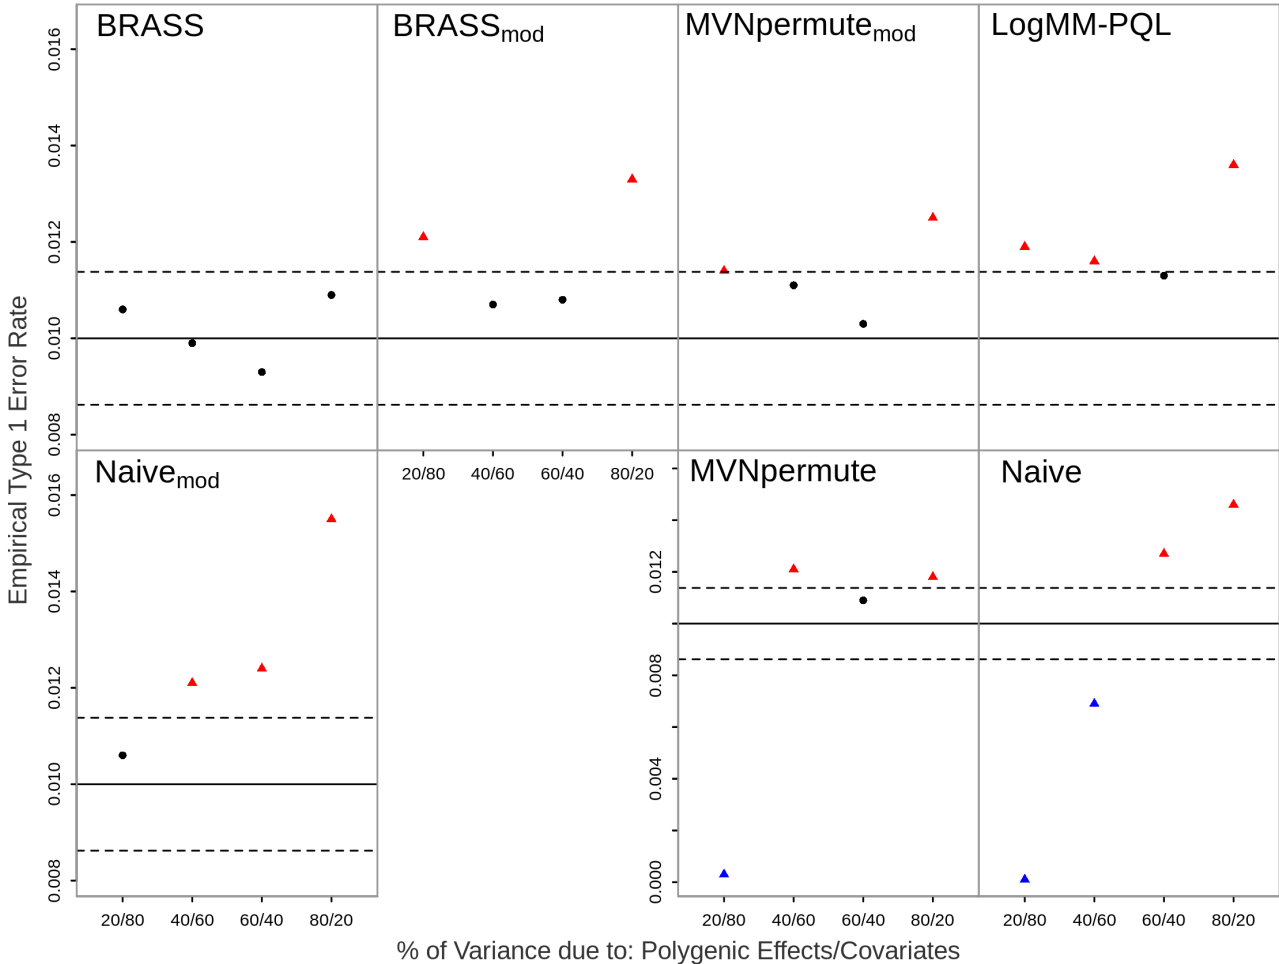 BRASS
BRASSmod
MVNpermutemod
LogMM-PQL
0.016
0.014
0.012
0.010
0.008
Empirical Type 1 Error Rate
20/80 40/60 60/40 80/20
Naivemod
MVNpermute
Naive
0.016
0.014
0.012
0.010
0.008
0.012
0.008
0.004
0.000
20/80 40/60 60/40 80/20
20/80 40/60 60/40 80/20
20/80 40/60 60/40 80/20
% of Variance due to: Polygenic Effects/Covariates